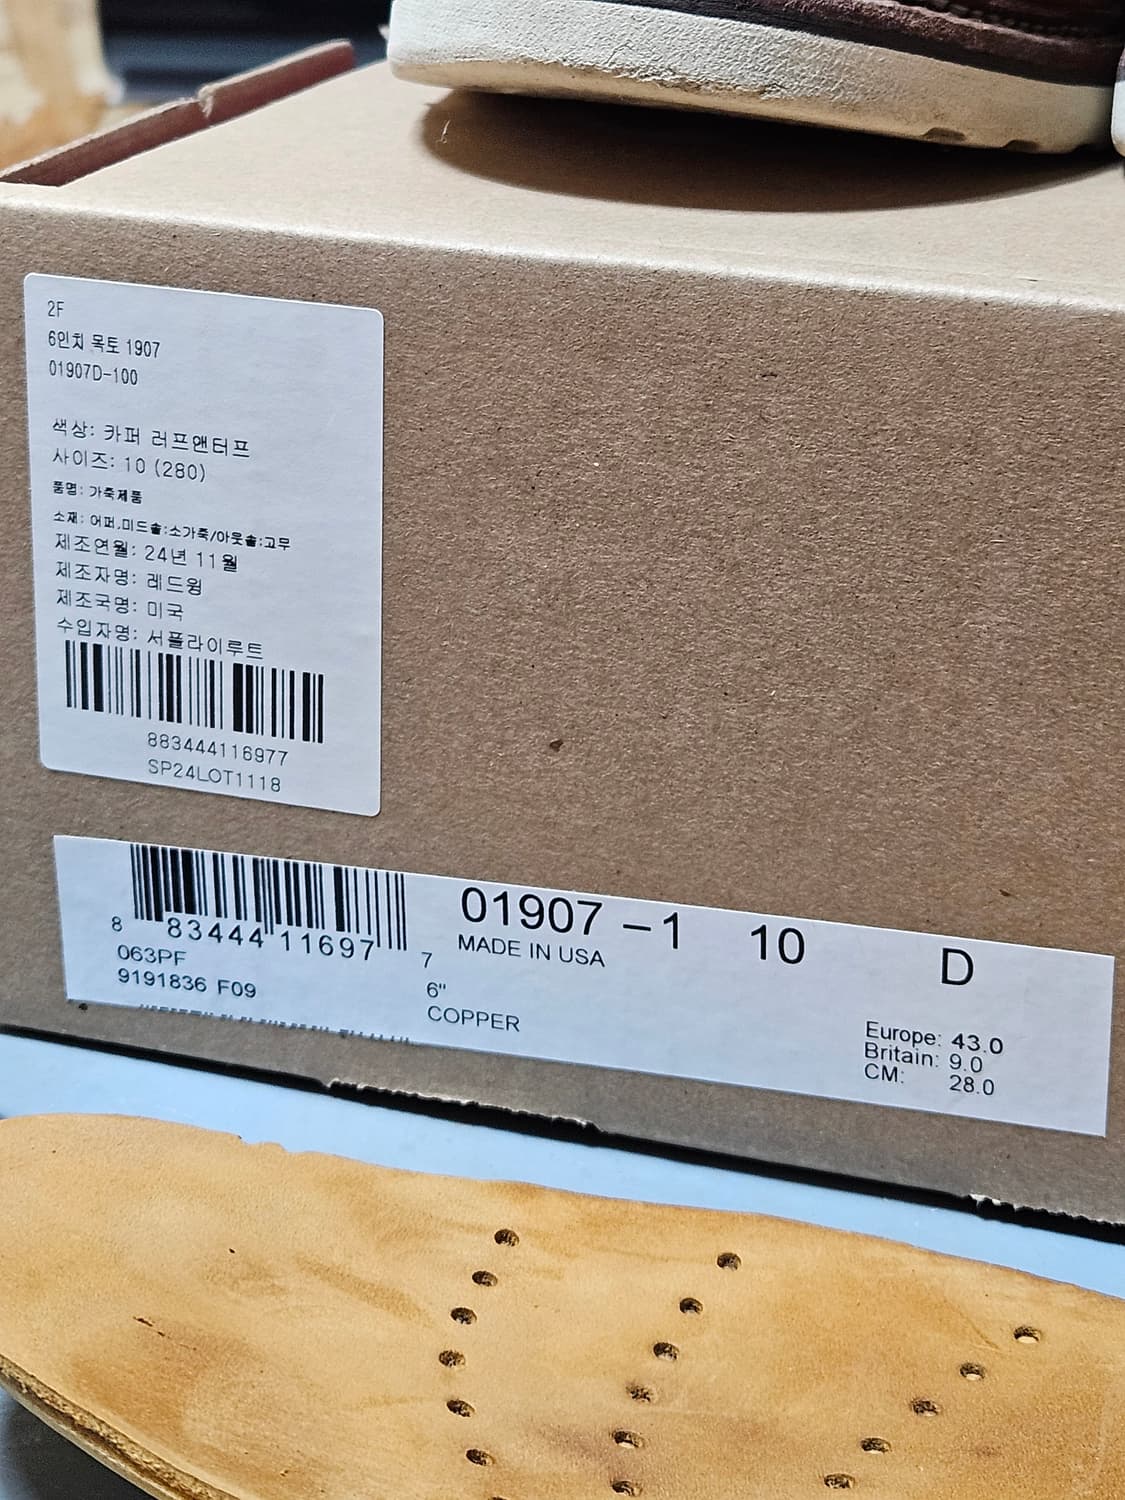 2F
6인치 목토 1907
01907D-100
색상: 카퍼 러프앤터프
사이즈: 10 (280)
품명: 가죽제품
소재: 어퍼,미드솔:소가죽/아웃솔:고무
제조연월: 24년 11월
제조자명: 레드윙
제조국명: 미국
수입자명: 서플라이루트
883444116977
SP24LOT1118
8 83444 11697 7
063PF
9191836 F09
01907 -1 10 D
MADE IN USA
6"
COPPER
Europe: 43.0
Britain: 9.0
CM: 28.0